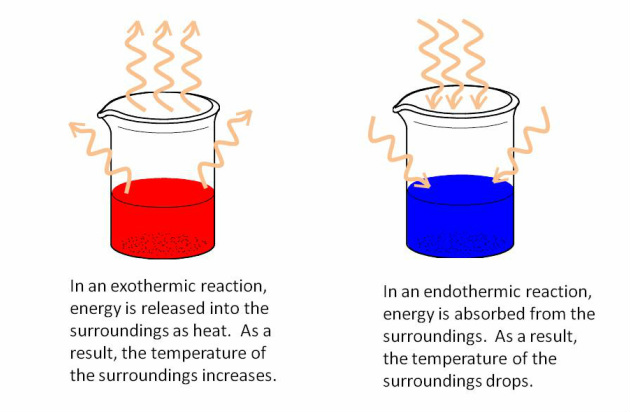 In an exothermic reaction,
energy is released into the
surroundings as heat.  As a
result, the temperature of
the surroundings increases.
In an endothermic reaction,
energy is absorbed from the
surroundings.  As a result,
the temperature of the
surroundings drops.